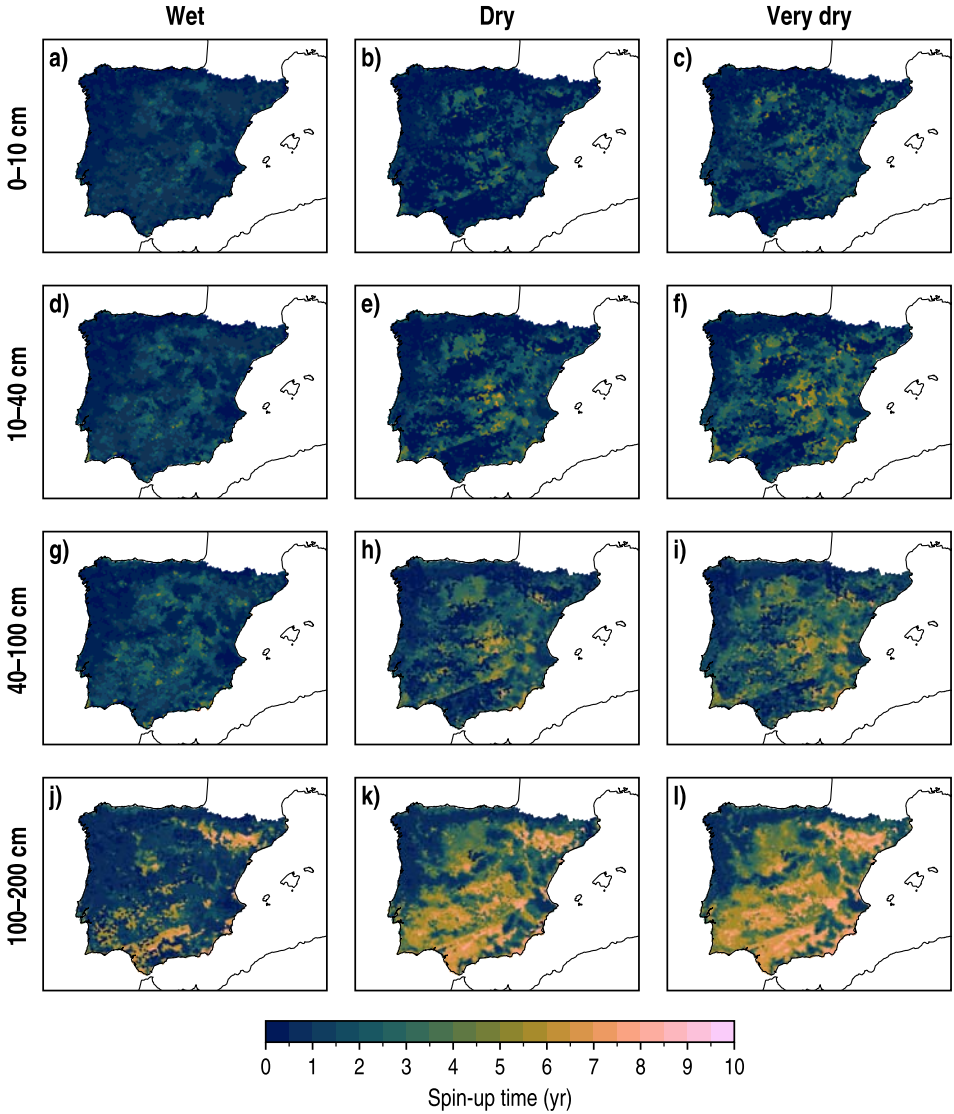 Wet Dry Very dry
a) b) c)
0–10 cm
d) e) f)
10–40 cm
g) h) i)
40–100 cm
j) k) l)
100–200 cm
0 1 2 3 4 5 6 7 8 9 10
Spin-up time (yr)